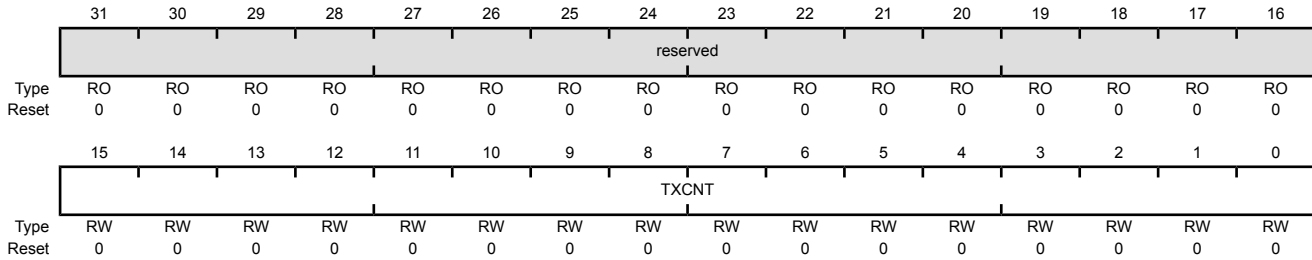 31 30 29 28 27 26 25 24 23 22 21 20 19 18 17 16
reserved
Type RO RO RO RO RO RO RO RO RO RO RO RO RO RO RO RO
Reset 0 0 0 0 0 0 0 0 0 0 0 0 0 0 0 0
15 14 13 12 11 10 9 8 7 6 5 4 3 2 1 0
TXCNT
Type RW RW RW RW RW RW RW RW RW RW RW RW RW RW RW RW
Reset 0 0 0 0 0 0 0 0 0 0 0 0 0 0 0 0